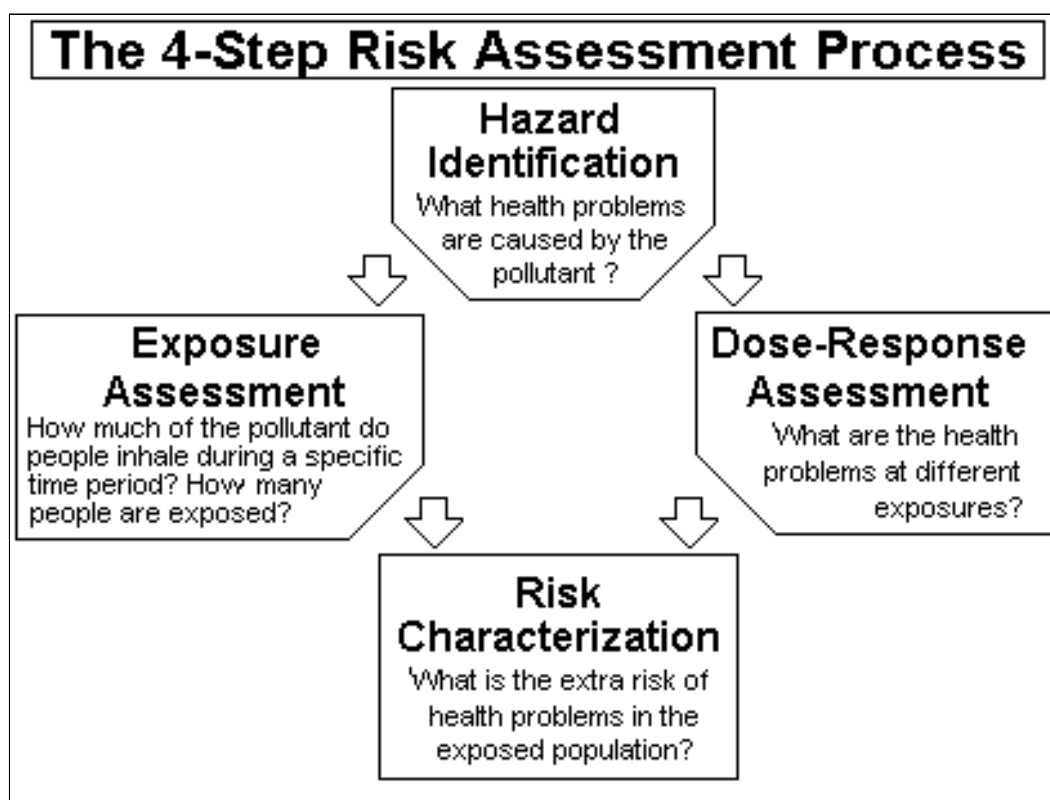 The 4-Step Risk Assessment Process
Hazard
Identification
What health problems
are caused by the
pollutant ?
Exposure
Assessment
How much of the pollutant do
people inhale during a specific
time period? How many
people are exposed?
Dose-Response
Assessment
What are the health
problems at different
exposures?
Risk
Characterization
What is the extra risk of
health problems in the
exposed population?